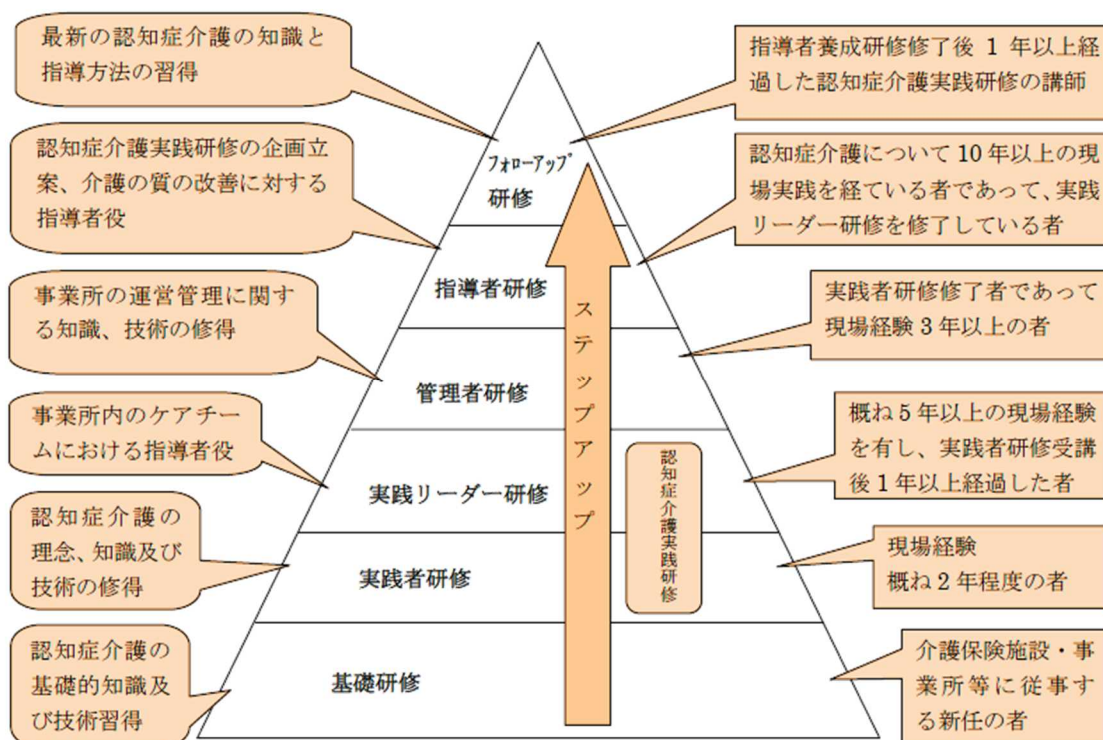 最新の認知症介護の知識と
指導方法の習得
指導者養成研修修了後 1 年以上経
過した認知症介護実践研修の講師
認知症介護実践研修の企画立
案、介護の質の改善に対する
指導者役
ﾌｫﾛｰｱｯﾌﾟ
研修
認知症介護について 10 年以上の現
場実践を経ている者であって、実践
リーダー研修を修了している者
事業所の運営管理に関す
る知識、技術の修得
指導者研修
実践者研修修了者であって
現場経験 3 年以上の者
事業所内のケアチー
ムにおける指導者役
管理者研修
概ね 5 年以上の現場経験
を有し、実践者研修受講
後 1 年以上経過した者
認知症介護の
理念、知識及び
技術の修得
実践リーダー研修
実践者研修
現場経験
概ね 2 年程度の者
認知症介護の
基礎的知識及
び技術習得
基礎研修
介護保険施設・事
業所等に従事す
る新任の者
ステップアップ
認知症介護実践研修